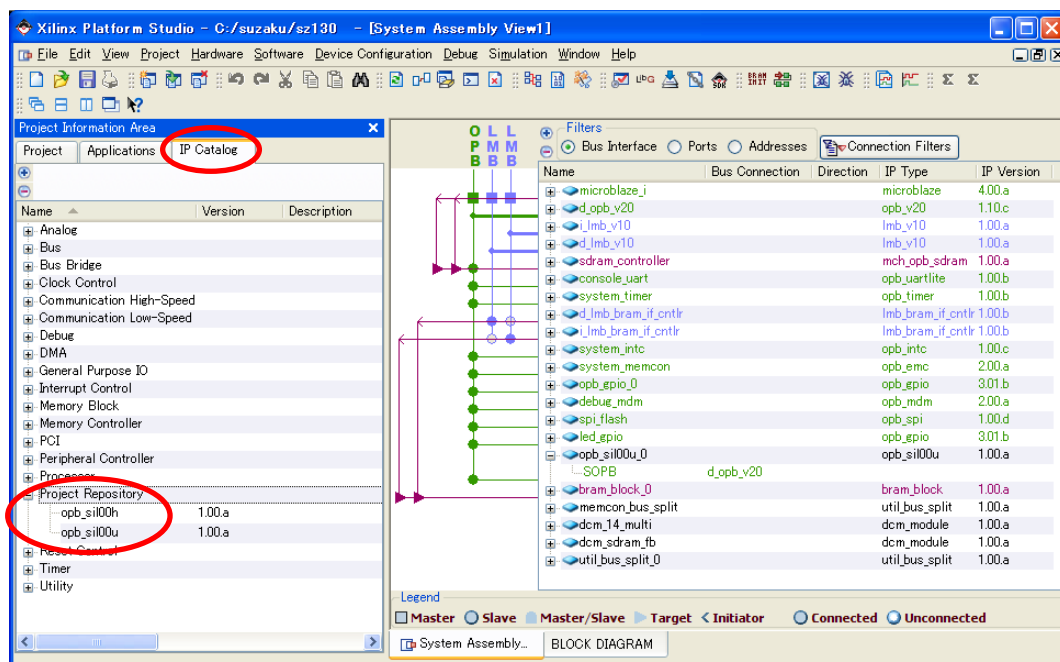 Xilinx Platform Studio - C:/suzaku/sz130 - [System Assembly View1]
File Edit View Project Hardware Software Device Configuration Debug Simulation Window Help
Project Information Area
Project Applications IP Catalog
Name Version Description
Analog
Bus
Bus Bridge
Clock Control
Communication High-Speed
Communication Low-Speed
Debug
DMA
General Purpose IO
Interrupt Control
Memory Block
Memory Controller
PCI
Peripheral Controller
Processor
Project Repository
opb_sil00h 1.00.a
opb_sil00u 1.00.a
Reset Control
Timer
Utility
OPB LMB LMB
Filters
Bus Interface Ports Addresses Connection Filters
Name Bus Connection Direction IP Type IP Version
microblaze_i microblaze 4.00.a
d_opb_v20 opb_v20 1.10.c
i_lmb_v10 lmb_v10 1.00.a
d_lmb_v10 lmb_v10 1.00.a
sdram_controller mch_opb_sdram 1.00.a
console_uart opb_uartlite 1.00.b
system_timer opb_timer 1.00.b
d_lmb_bram_if_cntlr lmb_bram_if_cntlr 1.00.b
i_lmb_bram_if_cntlr lmb_bram_if_cntlr 1.00.b
system_intc opb_intc 1.00.c
system_memcon opb_emc 2.00.a
opb_gpio_0 opb_gpio 3.01.b
debug_mdm opb_mdm 2.00.a
spi_flash opb_spi 1.00.d
led_gpio opb_gpio 3.01.b
opb_sil00u_0 opb_sil00u 1.00.a
SOPB d_opb_v20
bram_block_0 bram_block 1.00.a
memcon_bus_split util_bus_split 1.00.a
dcm_14_multi dcm_module 1.00.a
dcm_sdram_fb dcm_module 1.00.a
util_bus_split_0 util_bus_split 1.00.a
Legend
Master Slave Master/Slave Target Initiator Connected Unconnected
System Assembly... BLOCK DIAGRAM